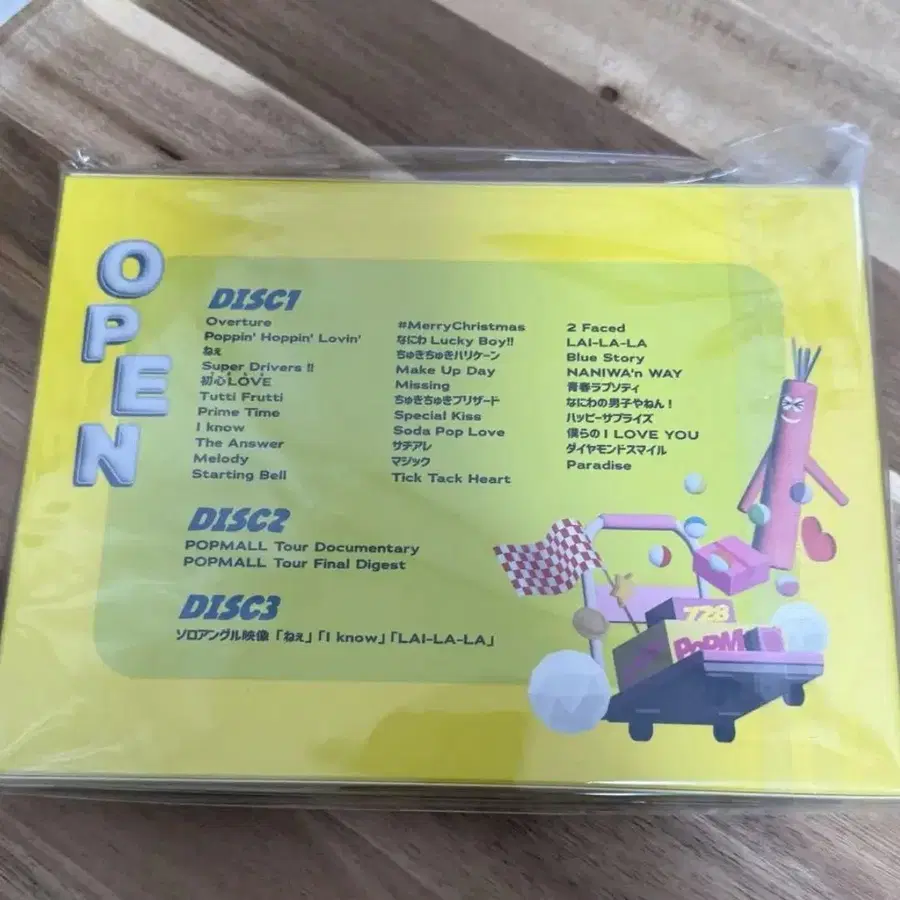 OPEN
DISC1
Overture
Poppin' Hoppin' Lovin'
ねぇ
Super Drivers !!
初心LOVE
Tutti Frutti
Prime Time
I know
The Answer
Melody
Starting Bell
#MerryChristmas
なにわ Lucky Boy!!
ちゅきちゅきハリケーン
Make Up Day
Missing
ちゅきちゅきブリザード
Special Kiss
Soda Pop Love
サチアレ
マジック
Tick Tack Heart
2 Faced
LAI-LA-LA
Blue Story
NANIWA'n WAY
青春ラプソディ
なにわの男子やねん！
ハッピーサプライズ
僕らの I LOVE YOU
ダイヤモンドスマイル
Paradise
DISC2
POPMALL Tour Documentary
POPMALL Tour Final Digest
DISC3
ソロアングル映像「ねぇ」「I know」「LAI-LA-LA」
728